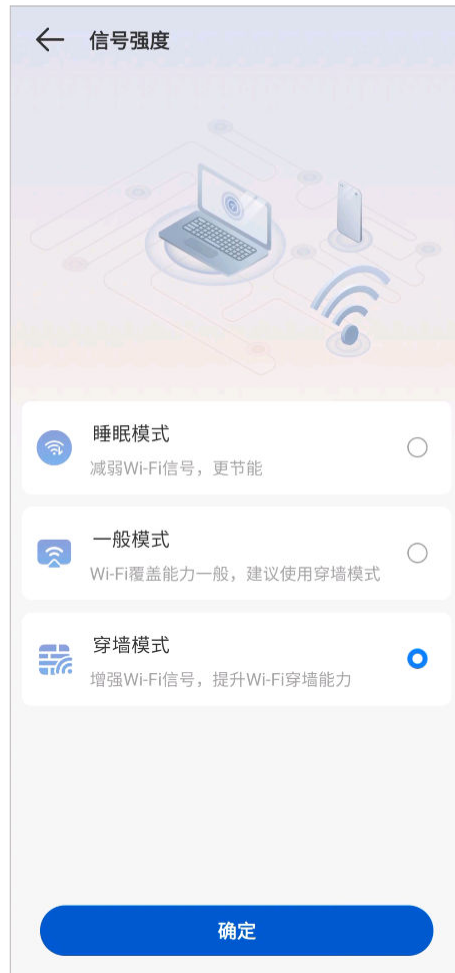 信号强度
睡眠模式
减弱Wi-Fi信号，更节能
一般模式
Wi-Fi覆盖能力一般，建议使用穿墙模式
穿墙模式
增强Wi-Fi信号，提升Wi-Fi穿墙能力
确定